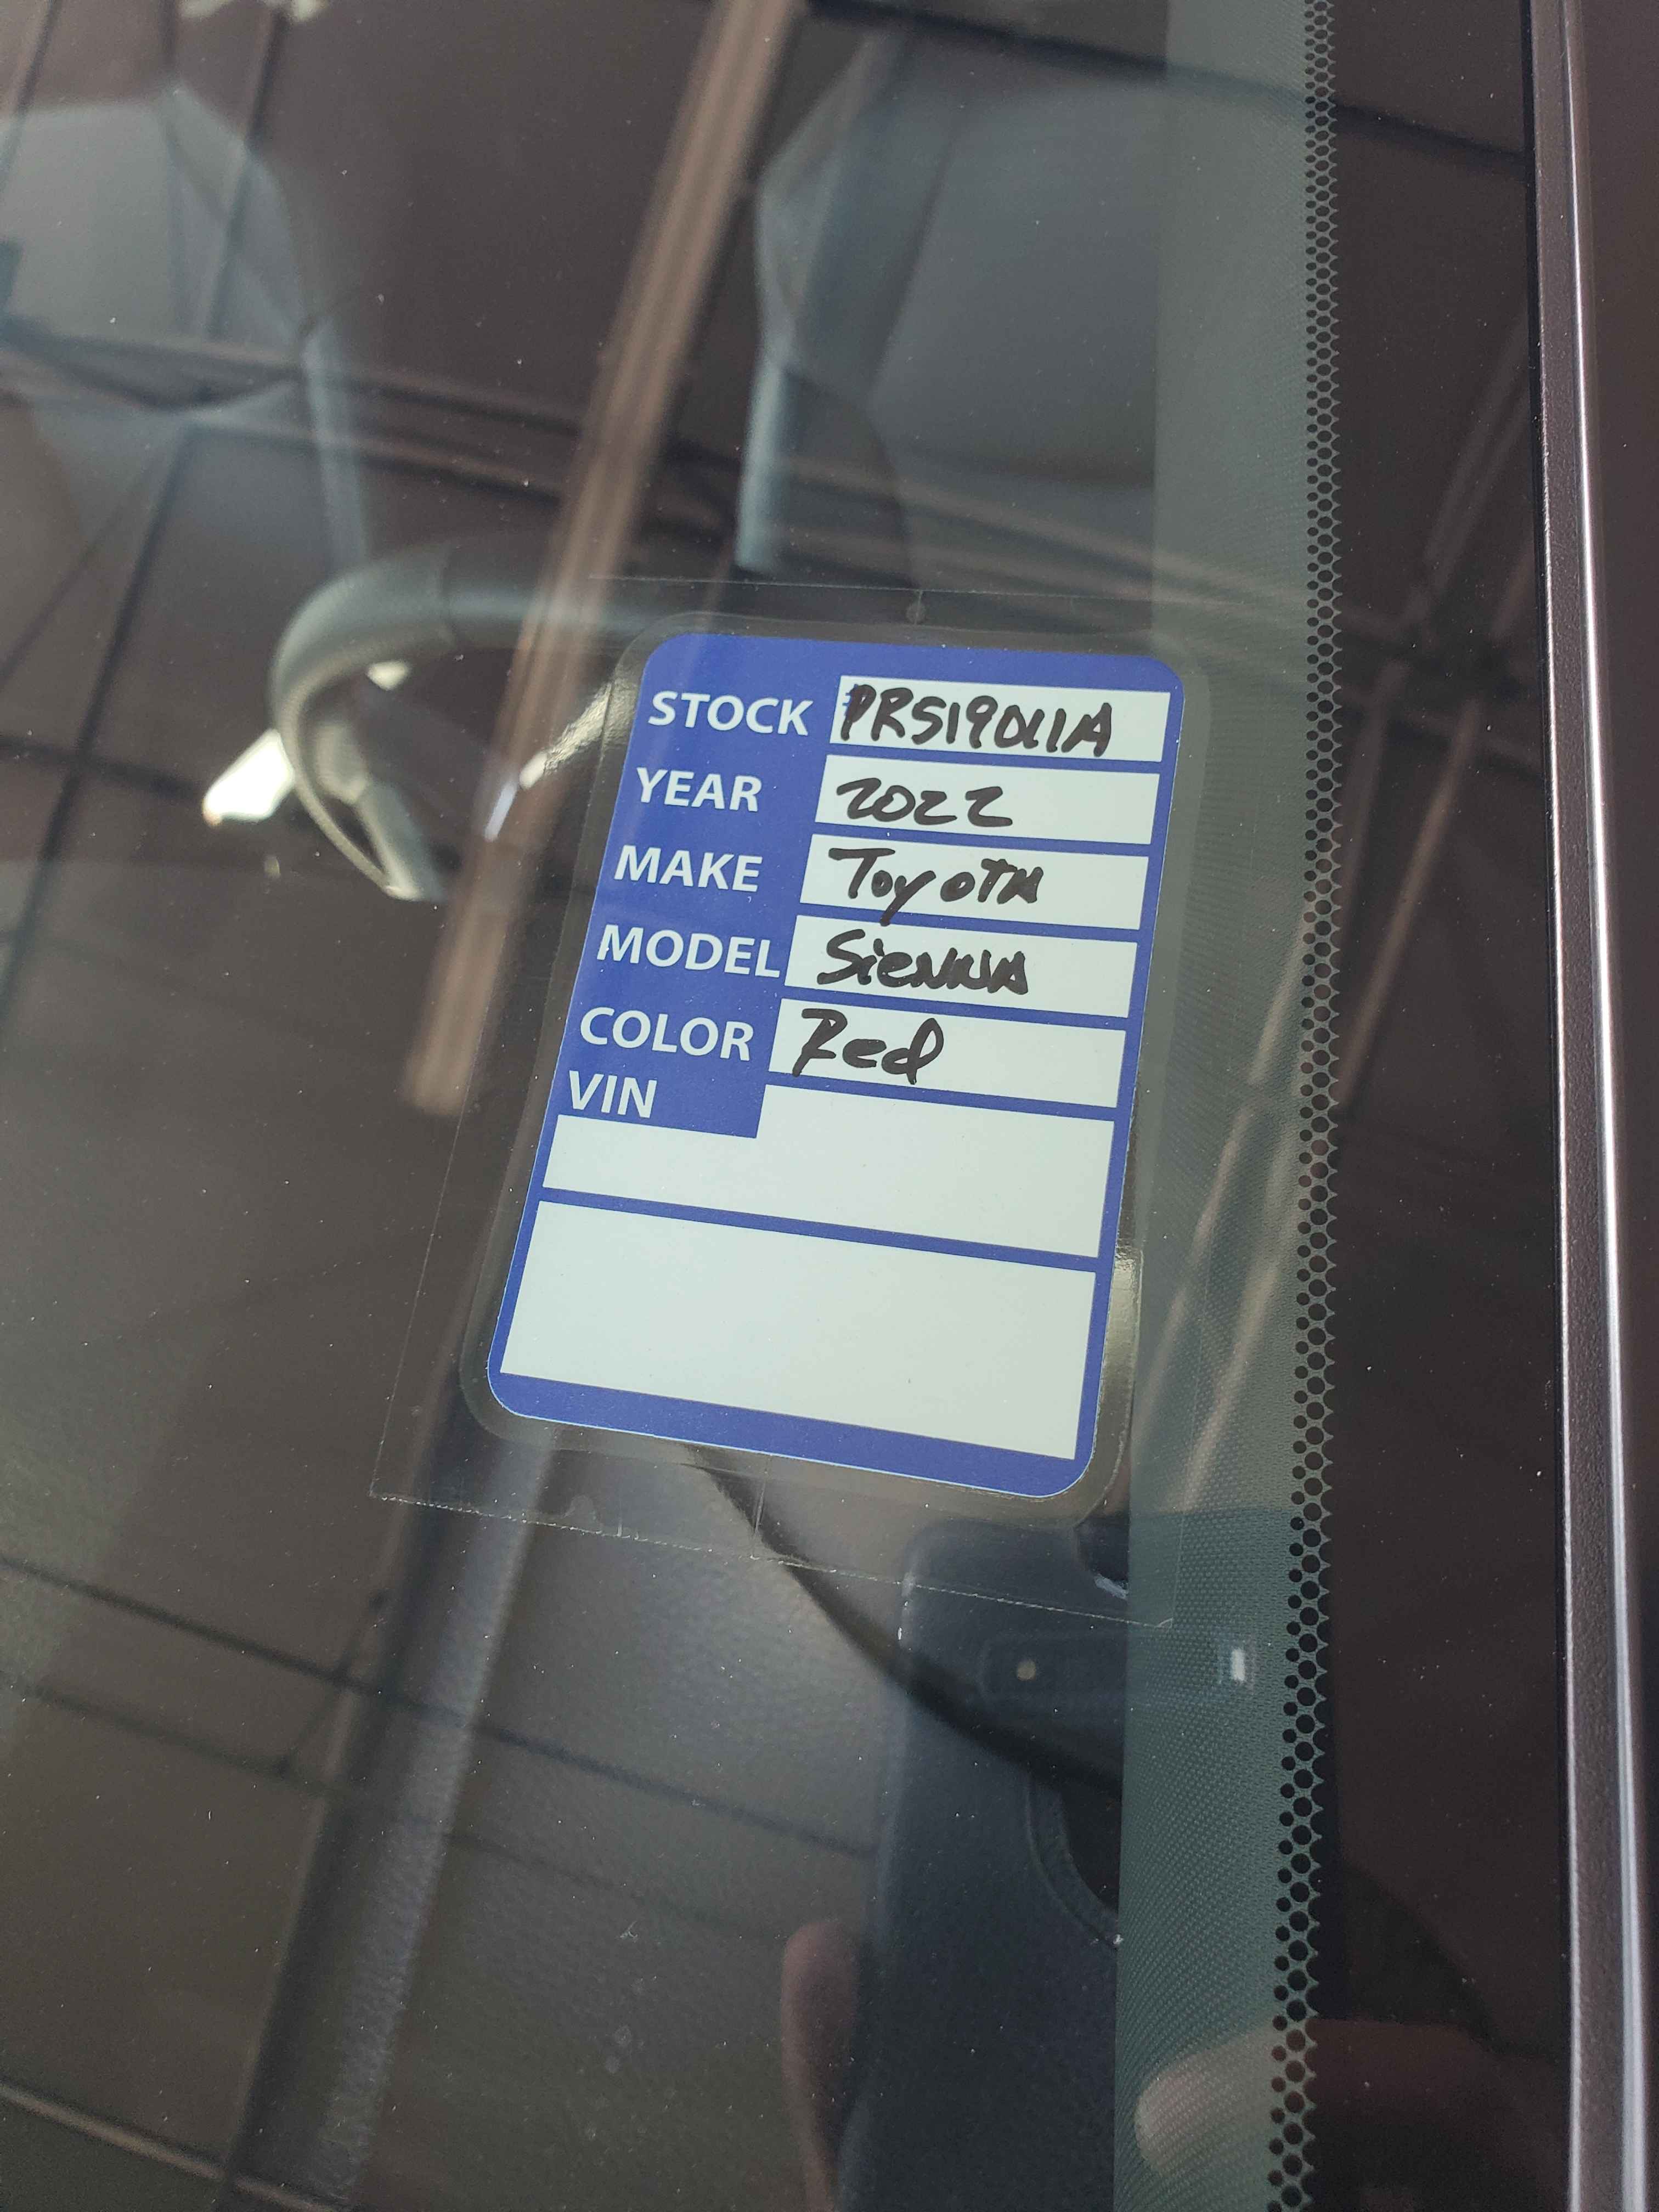 STOCK #PRS19011A
YEAR 2022
MAKE Toyota
MODEL Sienna
COLOR Red
VIN